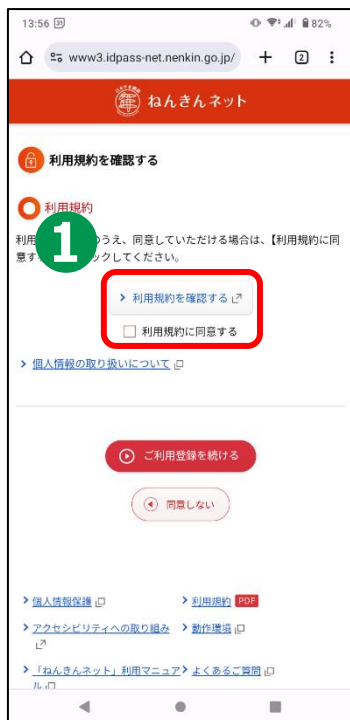 13:56 31 82%
www3.idpass-net.nenkin.go.jp/ 2
ねんきんネット
利用規約を確認する
利用規約
利用 うえ、同意していただける場合は、【利用規約に同
意す ックしてください。
1
利用規約を確認する
利用規約に同意する
個人情報の取り扱いについて
ご利用登録を続ける
同意しない
個人情報保護 利用規約 PDF
アクセシビリティへの取り組み 動作環境
「ねんきんネット」利用マニュア よくあるご質問
ル